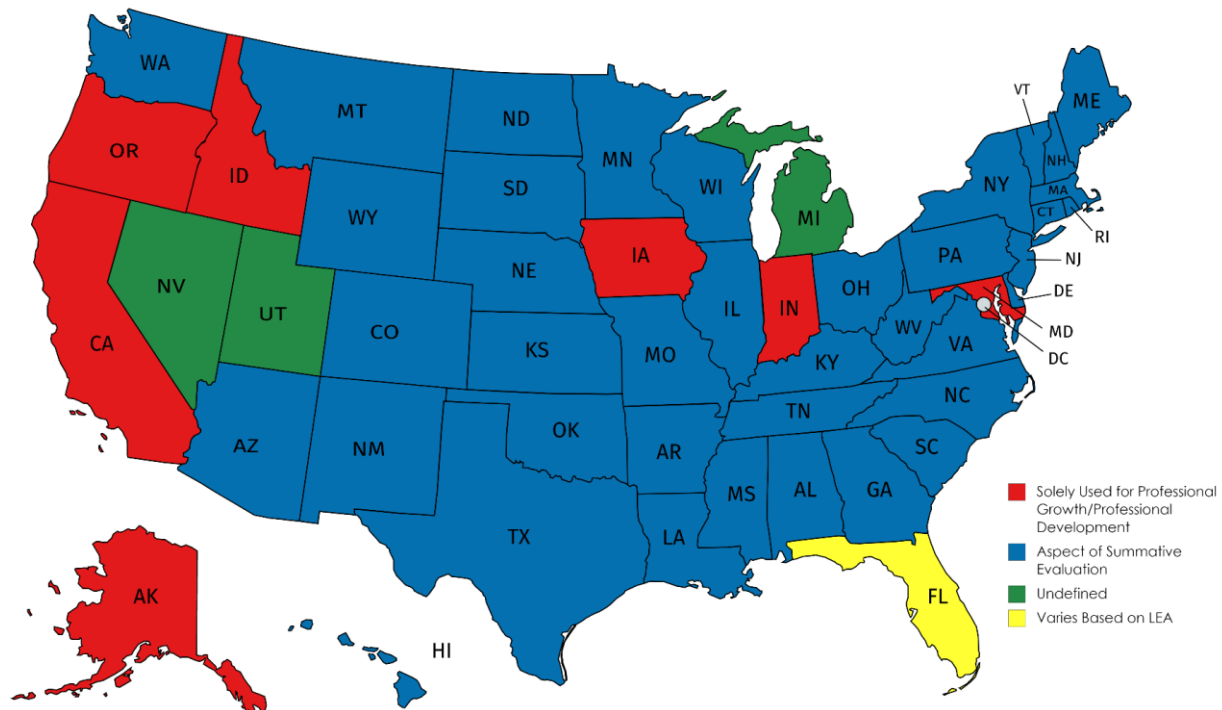 WA
MT
ND
MN
VT
ME
OR
ID
SD
WI
NH
NY
MA
WY
MI
CT
RI
IA
PA
NJ
NE
NV
UT
IL
IN
OH
DE
CA
CO
WV
MD
VA
DC
KS
MO
KY
NC
TN
AZ
NM
OK
AR
SC
MS
AL
GA
TX
LA
Solely Used for Professional
Growth/Professional
Development
Aspect of Summative
Evaluation
Undefined
Varies Based on LEA
FL
AK
HI